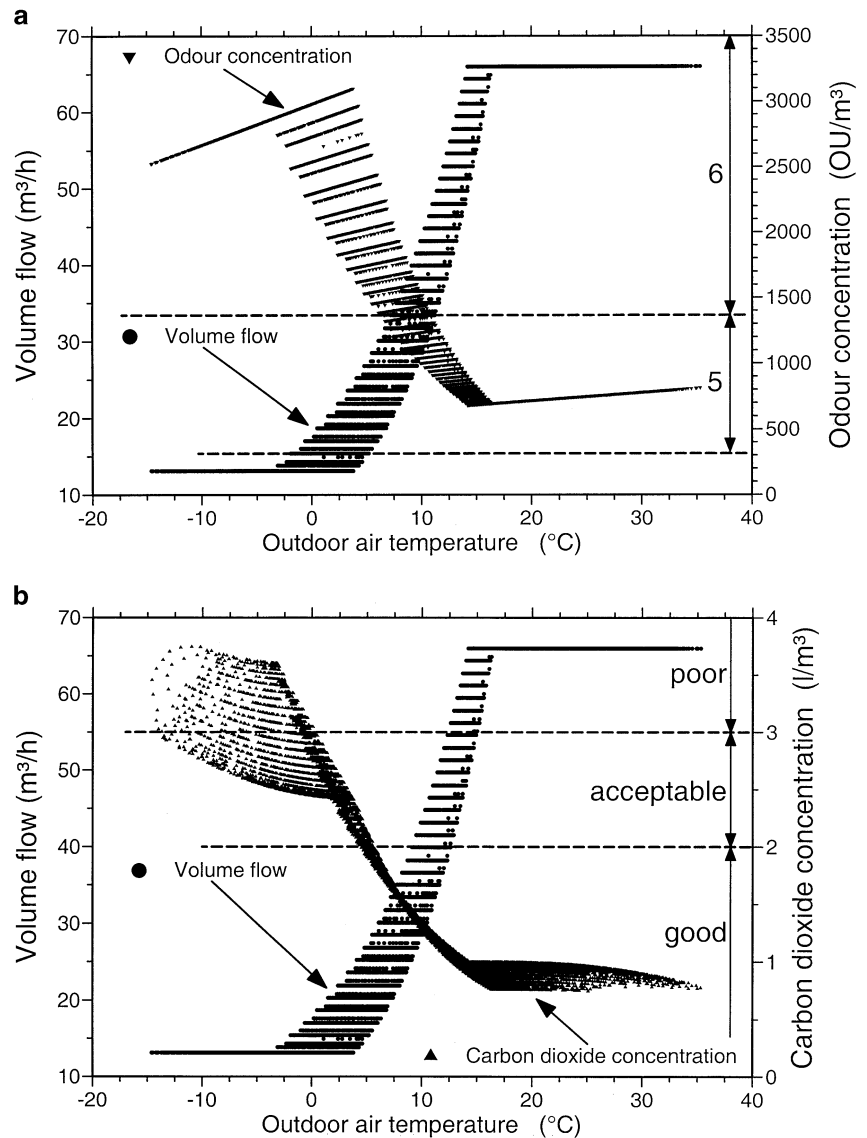 a
70
60
50
40
30
20
10
Volume flow (m³/h)
Odour concentration
Volume flow
6
5
3500
3000
2500
2000
1500
1000
500
0
Odour concentration (OU/m³)
-20
-10
0
10
20
30
40
Outdoor air temperature (°C)
b
70
60
50
40
30
20
10
Volume flow (m³/h)
poor
acceptable
good
Volume flow
Carbon dioxide concentration
4
3
2
1
0
Carbon dioxide concentration (l/m³)
-20
-10
0
10
20
30
40
Outdoor air temperature (°C)